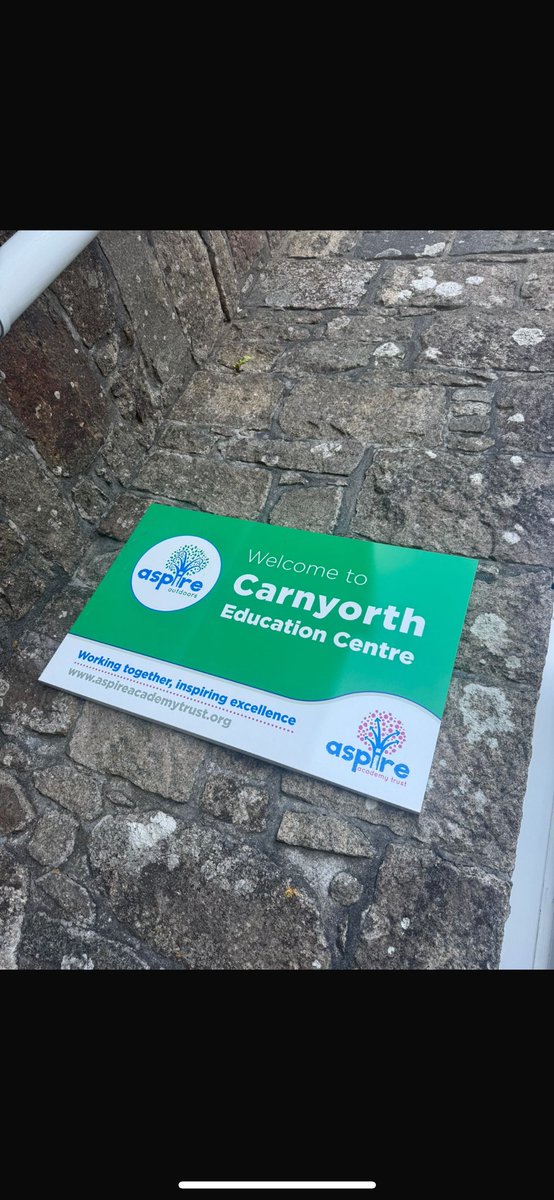 aspire
outdoors
Welcome to
Carnyorth
Education Centre
Working together, inspiring excellence
www.aspireacademytrust.org
aspire
academy trust